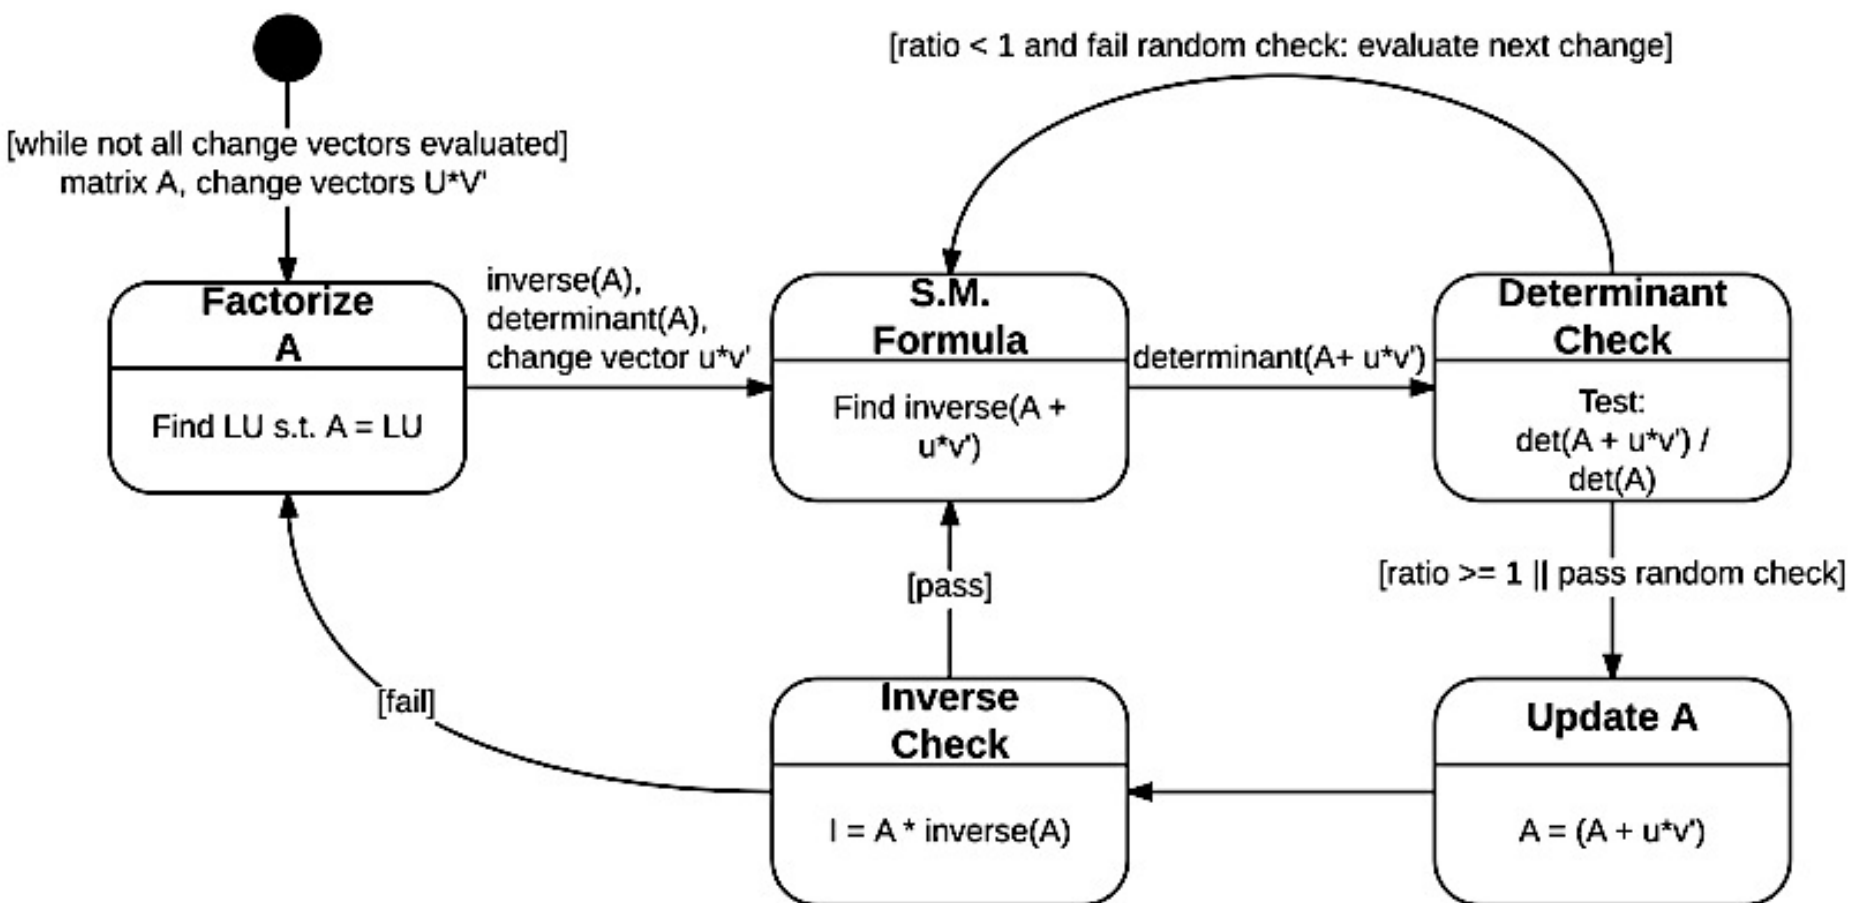 [ratio < 1 and fail random check: evaluate next change]
[while not all change vectors evaluated]
matrix A, change vectors U*V'
Factorize
A
Find LU s.t. A = LU
inverse(A),
determinant(A),
change vector u*v'
S.M.
Formula
Find inverse(A +
u*v')
determinant(A+ u*v')
Determinant
Check
Test:
det(A + u*v') /
det(A)
[ratio >= 1 || pass random check]
[pass]
[fail]
Inverse
Check
I = A * inverse(A)
Update A
A = (A + u*v')